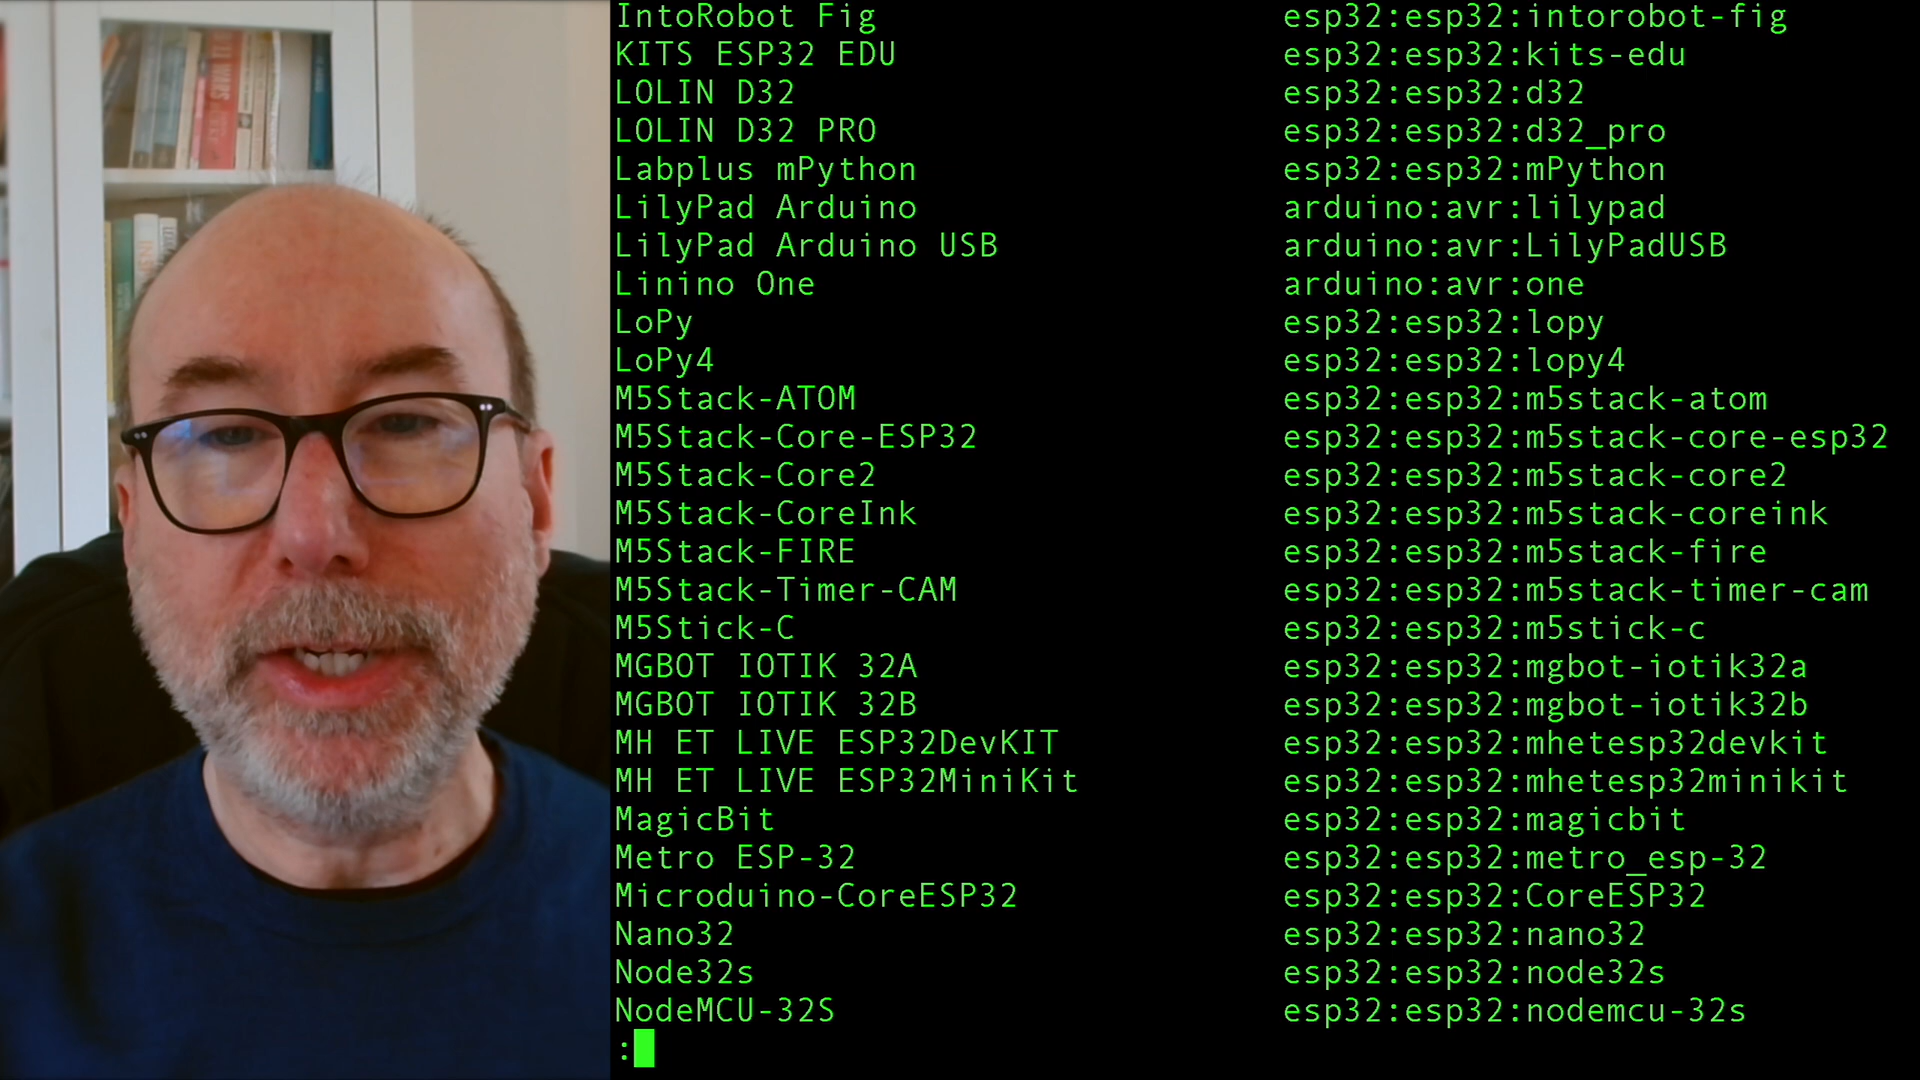 IntoRobot Fig esp32:esp32:intorobot-fig
KITS ESP32 EDU esp32:esp32:kits-edu
LOLIN D32 esp32:esp32:d32
LOLIN D32 PRO esp32:esp32:d32_pro
Labplus mPython esp32:esp32:mPython
LilyPad Arduino arduino:avr:lilypad
LilyPad Arduino USB arduino:avr:LilyPadUSB
Linino One arduino:avr:one
LoPy esp32:esp32:lopy
LoPy4 esp32:esp32:lopy4
M5Stack-ATOM esp32:esp32:m5stack-atom
M5Stack-Core-ESP32 esp32:esp32:m5stack-core-esp32
M5Stack-Core2 esp32:esp32:m5stack-core2
M5Stack-CoreInk esp32:esp32:m5stack-coreink
M5Stack-FIRE esp32:esp32:m5stack-fire
M5Stack-Timer-CAM esp32:esp32:m5stack-timer-cam
M5Stick-C esp32:esp32:m5stick-c
MGBOT IOTIK 32A esp32:esp32:mgbot-iotik32a
MGBOT IOTIK 32B esp32:esp32:mgbot-iotik32b
MH ET LIVE ESP32DevKIT esp32:esp32:mhetesp32devkit
MH ET LIVE ESP32MiniKit esp32:esp32:mhetesp32minikit
MagicBit esp32:esp32:magicbit
Metro ESP-32 esp32:esp32:metro_esp-32
Microduino-CoreESP32 esp32:esp32:CoreESP32
Nano32 esp32:esp32:nano32
Node32s esp32:esp32:node32s
NodeMCU-32S esp32:esp32:nodemcu-32s
: